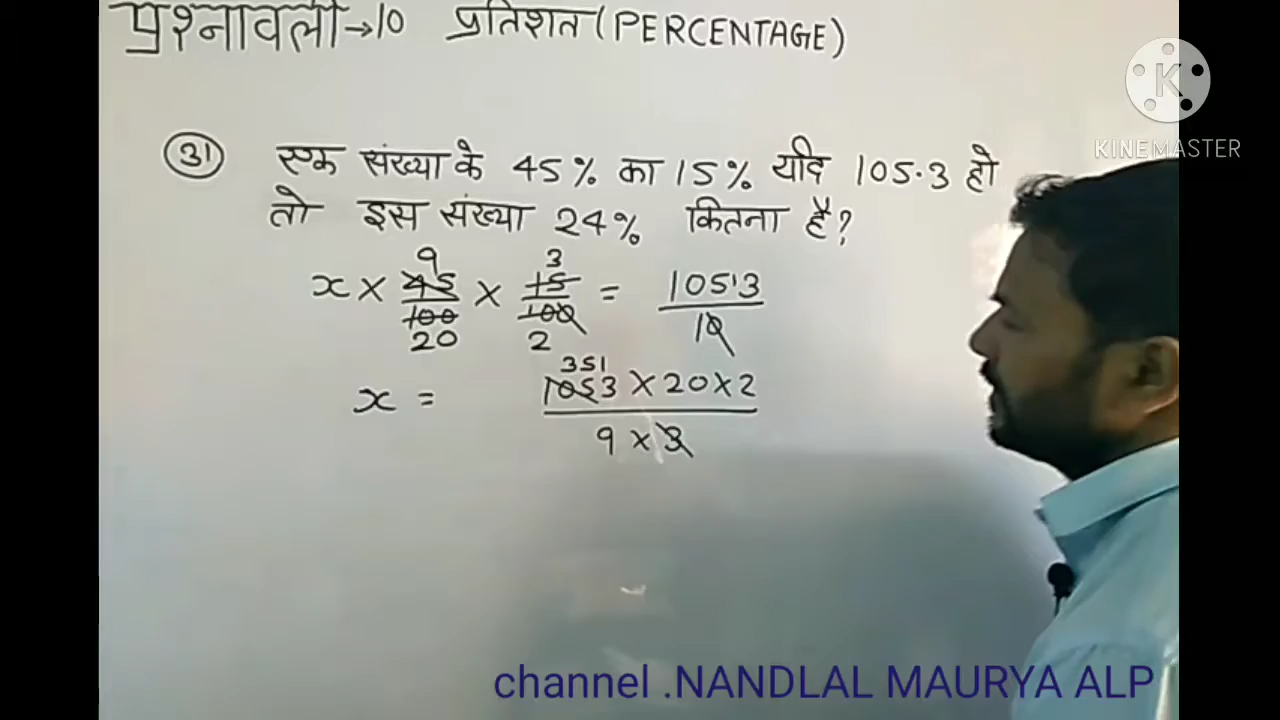 प्रश्नावली→10 प्रतिशत (PERCENTAGE)
K
KINEMASTER
31 एक संख्या के 45% का 15% यदि 105.3 हो
तो इस संख्या 24% कितना है?
9 3
x × 45/100 × 15/100 = 105.3/10
20 2
351
x = 1053 × 20 × 2
9 × 3
channel .NANDLAL MAURYA ALP